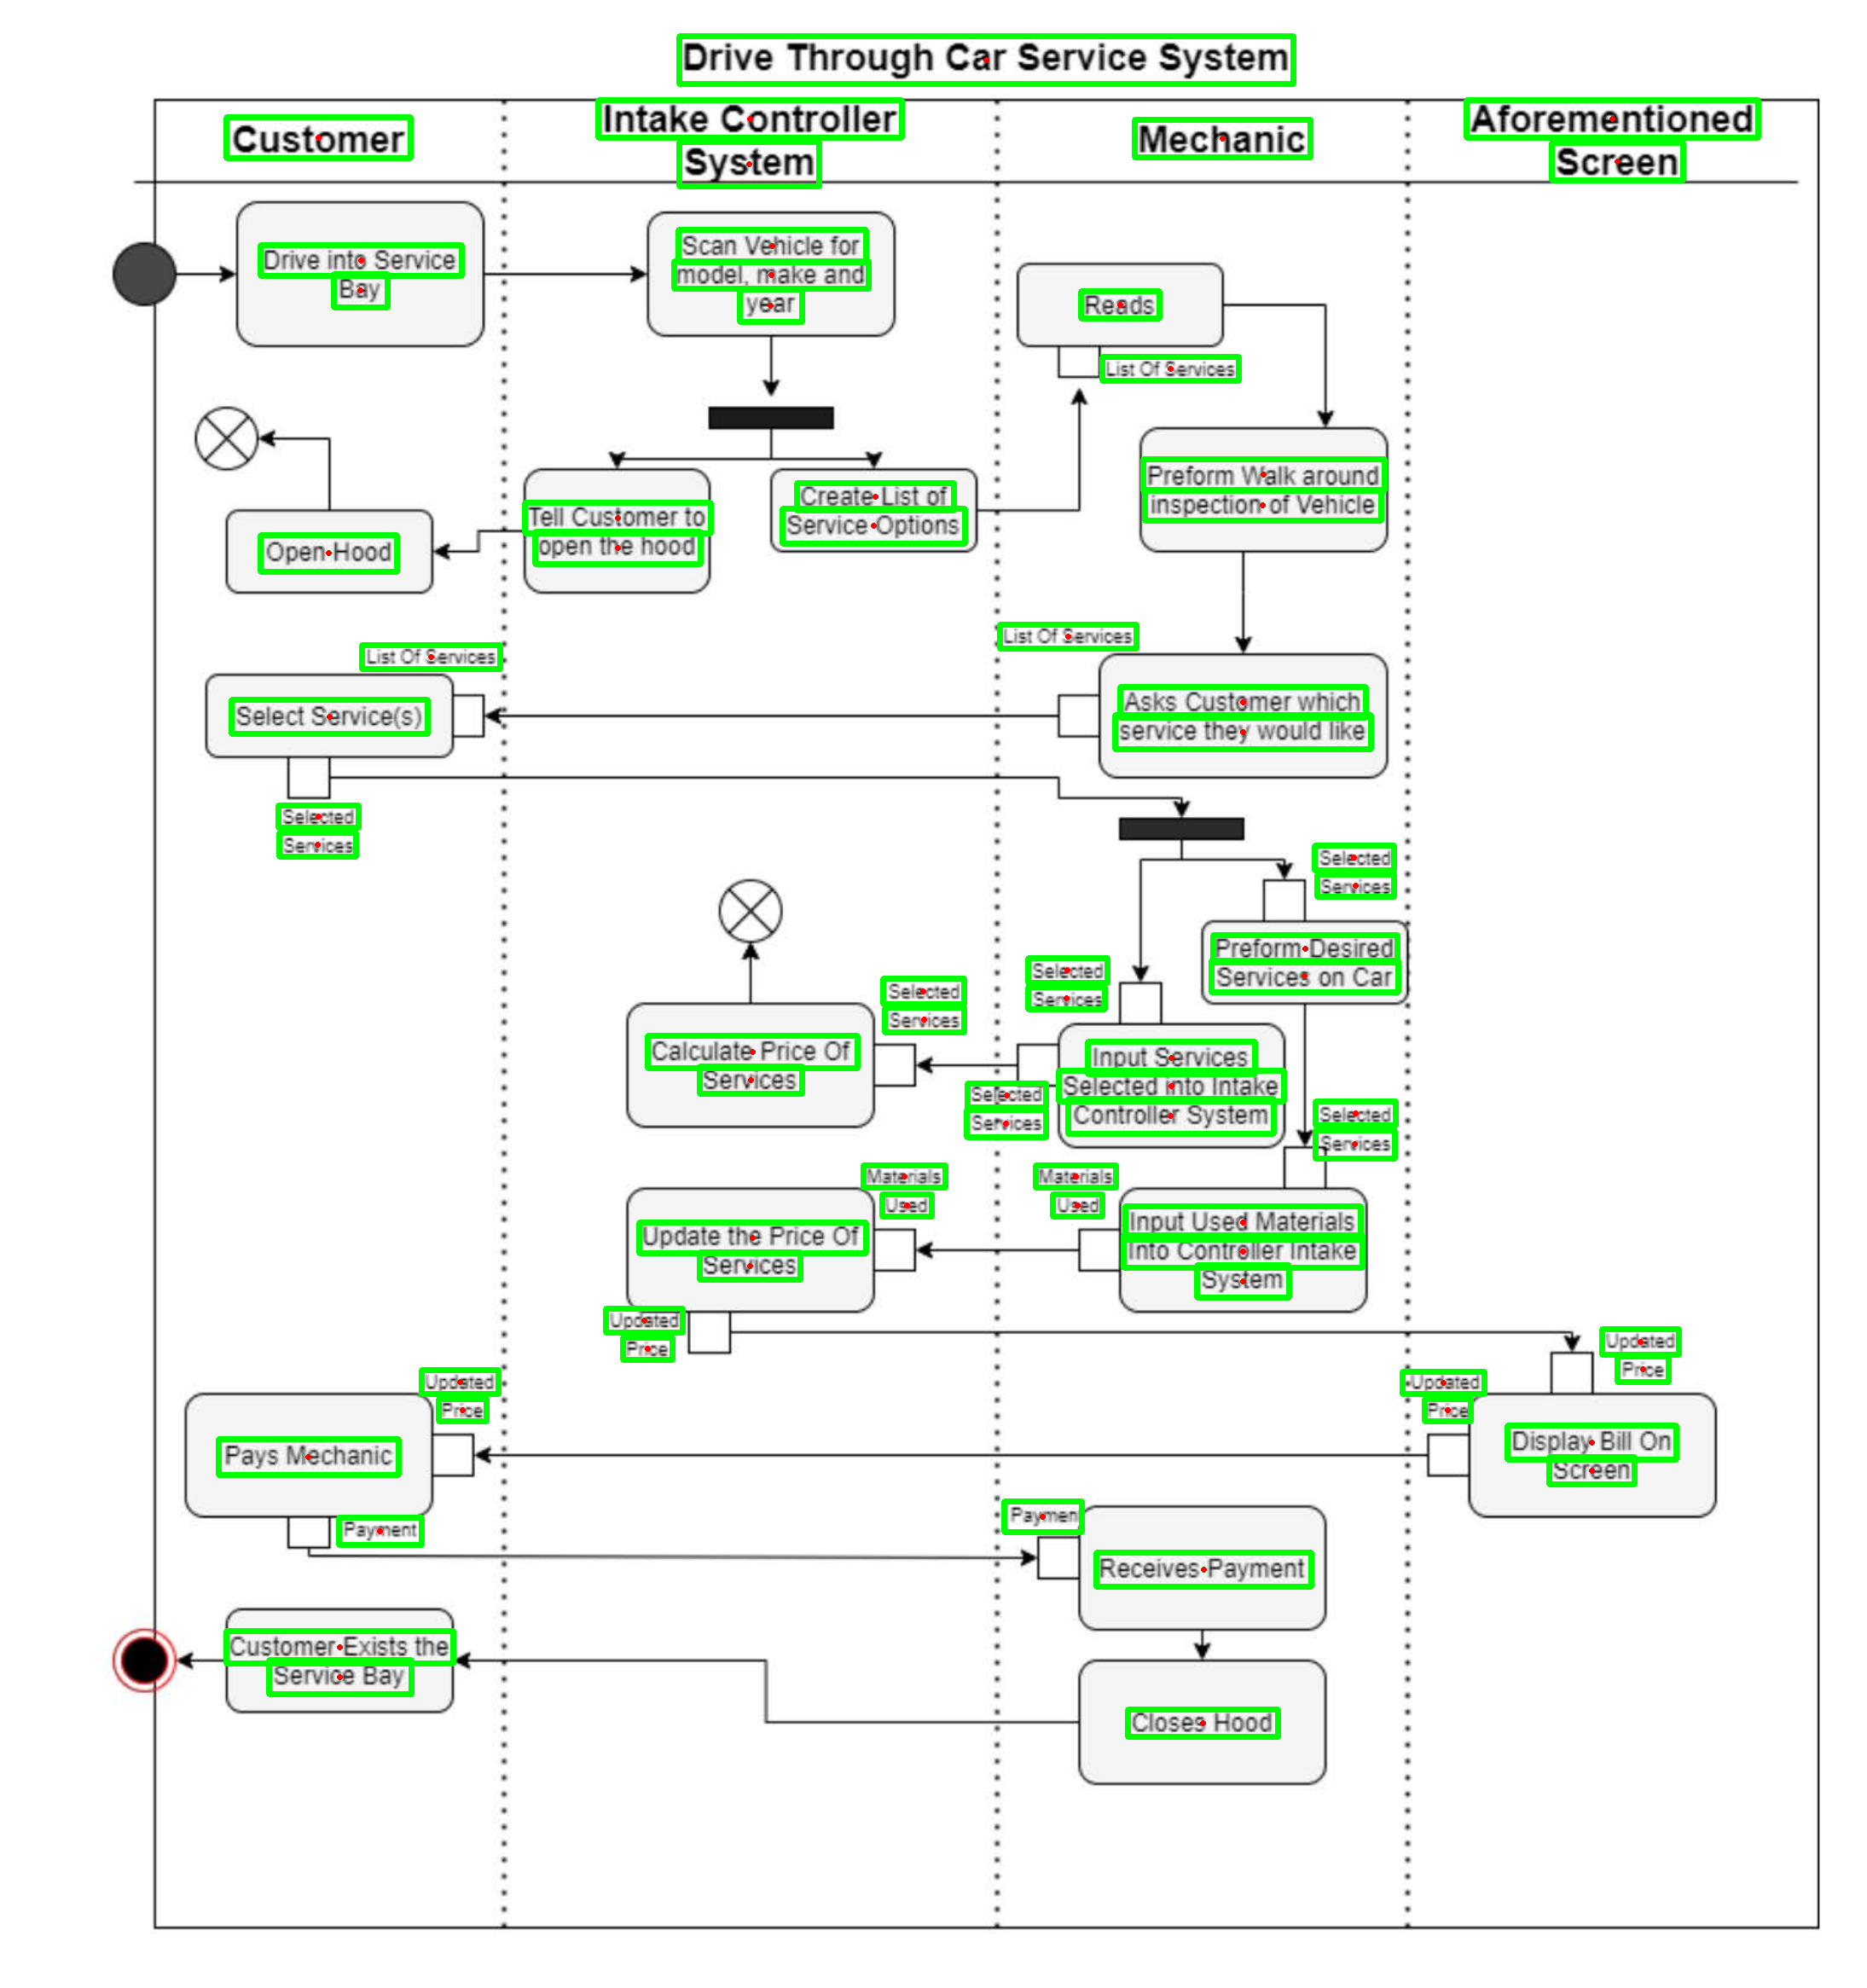 Drive Through Car Service System
Customer
Intake Controller
System
Mechanic
Aforementioned
Screen
Drive into Service
Bay
Scan Vehicle for
model, make and
year
Reads
List Of Services
Preform Walk around
inspection of Vehicle
Create List of
Service Options
Tell Customer to
open the hood
Open Hood
List Of Services
List Of Services
Select Service(s)
Asks Customer which
service they would like
Selected
Services
Selected
Services
Preform Desired
Services on Car
Selected
Services
Selected
Services
Calculate Price Of
Services
Input Services
Selected into Intake
Controller System
Selected
Services
Selected
Services
Materials
Used
Materials
Used
Update the Price Of
Services
Input Used Materials
Into Controller Intake
System
Updated
Price
Updated
Price
Updated
Price
Updated
Price
Pays Mechanic
Display Bill On
Screen
Payment
Paymen
Receives Payment
Customer Exists the
Service Bay
Closes Hood